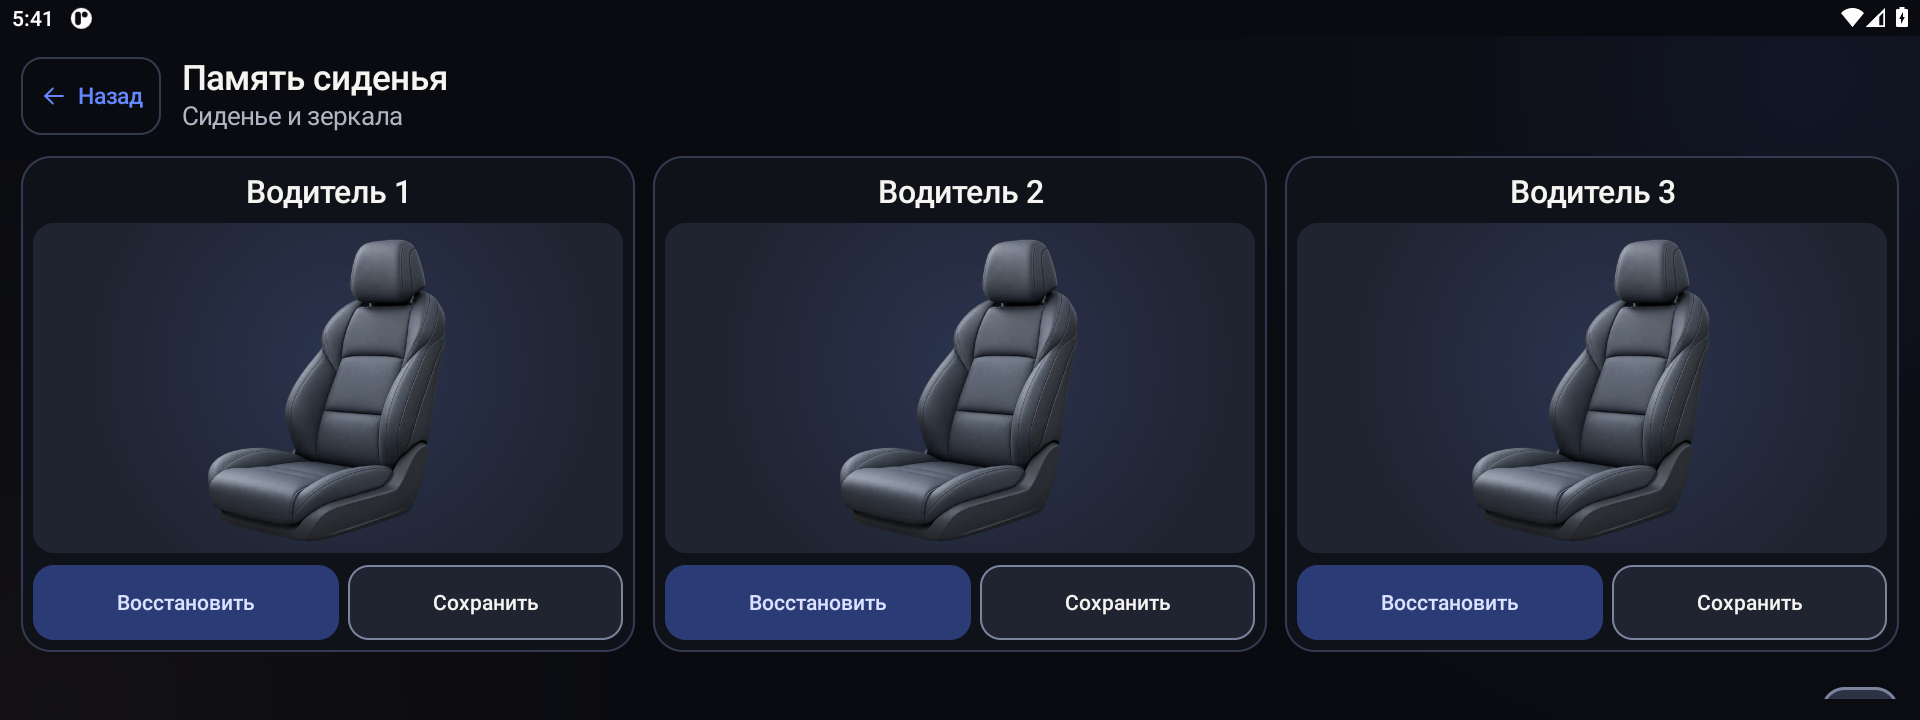 5:41
Назад
Память сиденья
Сиденье и зеркала
Водитель 1
Водитель 2
Водитель 3
Восстановить
Сохранить
Восстановить
Сохранить
Восстановить
Сохранить